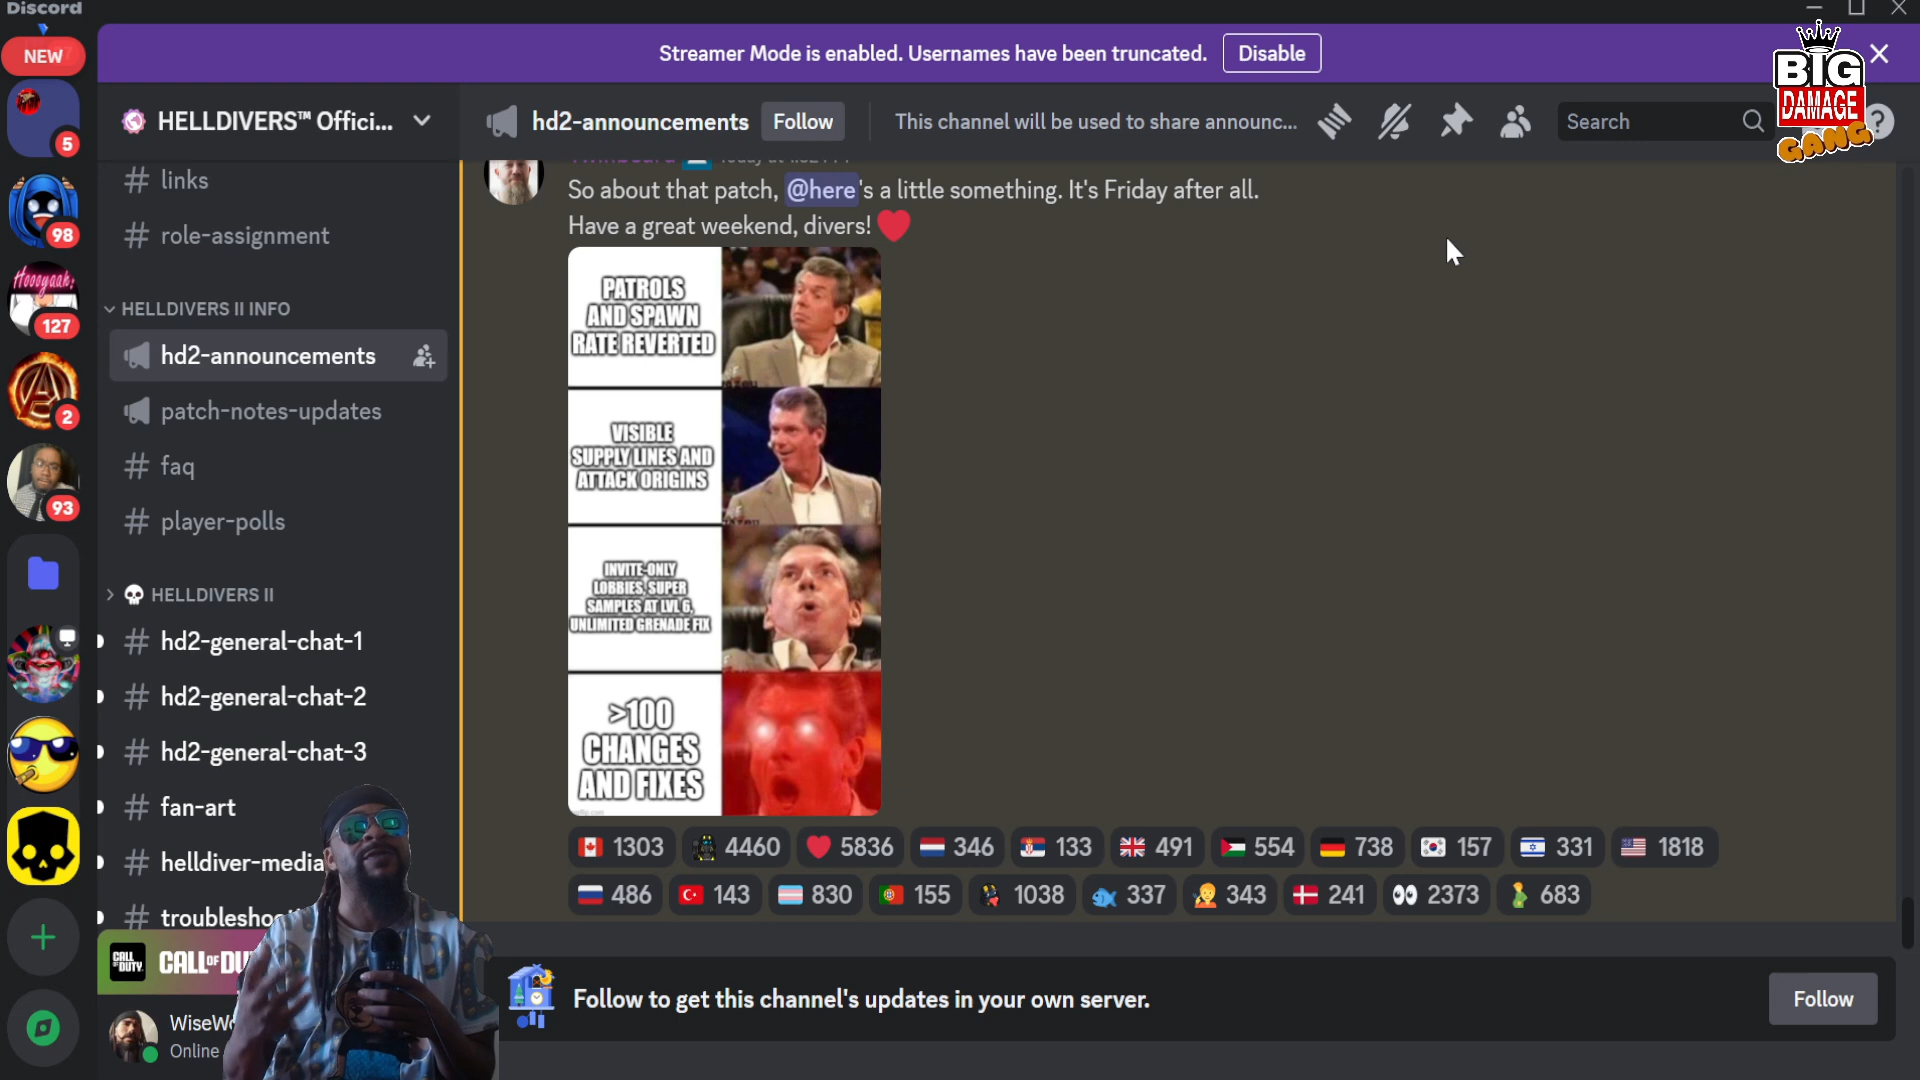 Discord
NEW
Streamer Mode is enabled. Usernames have been truncated.
Disable
BIG
DAMAGE
GANG
5
98
Hoooyaah!
127
2
93
HELLDIVERS™ Offici...
links
role-assignment
HELLDIVERS II INFO
hd2-announcements
patch-notes-updates
faq
player-polls
HELLDIVERS II
hd2-general-chat-1
hd2-general-chat-2
hd2-general-chat-3
fan-art
helldiver-media
CALL OF DUTY
WiseWo
Online
hd2-announcements
Follow
This channel will be used to share announc...
Search
So about that patch, @here's a little something. It's Friday after all.
Have a great weekend, divers!
PATROLS
AND SPAWN
RATE REVERTED
VISIBLE
SUPPLY LINES AND
ATTACK ORIGINS
INVITE-ONLY
LOBBIES, SUPER
SAMPLES AT LVL 6,
UNLIMITED GRENADE FIX
>100
CHANGES
AND FIXES
1303 4460 5836 346 133 491 554 738 157 331 1818
486 143 830 155 1038 337 343 241 2373 683
Follow to get this channel's updates in your own server.
Follow